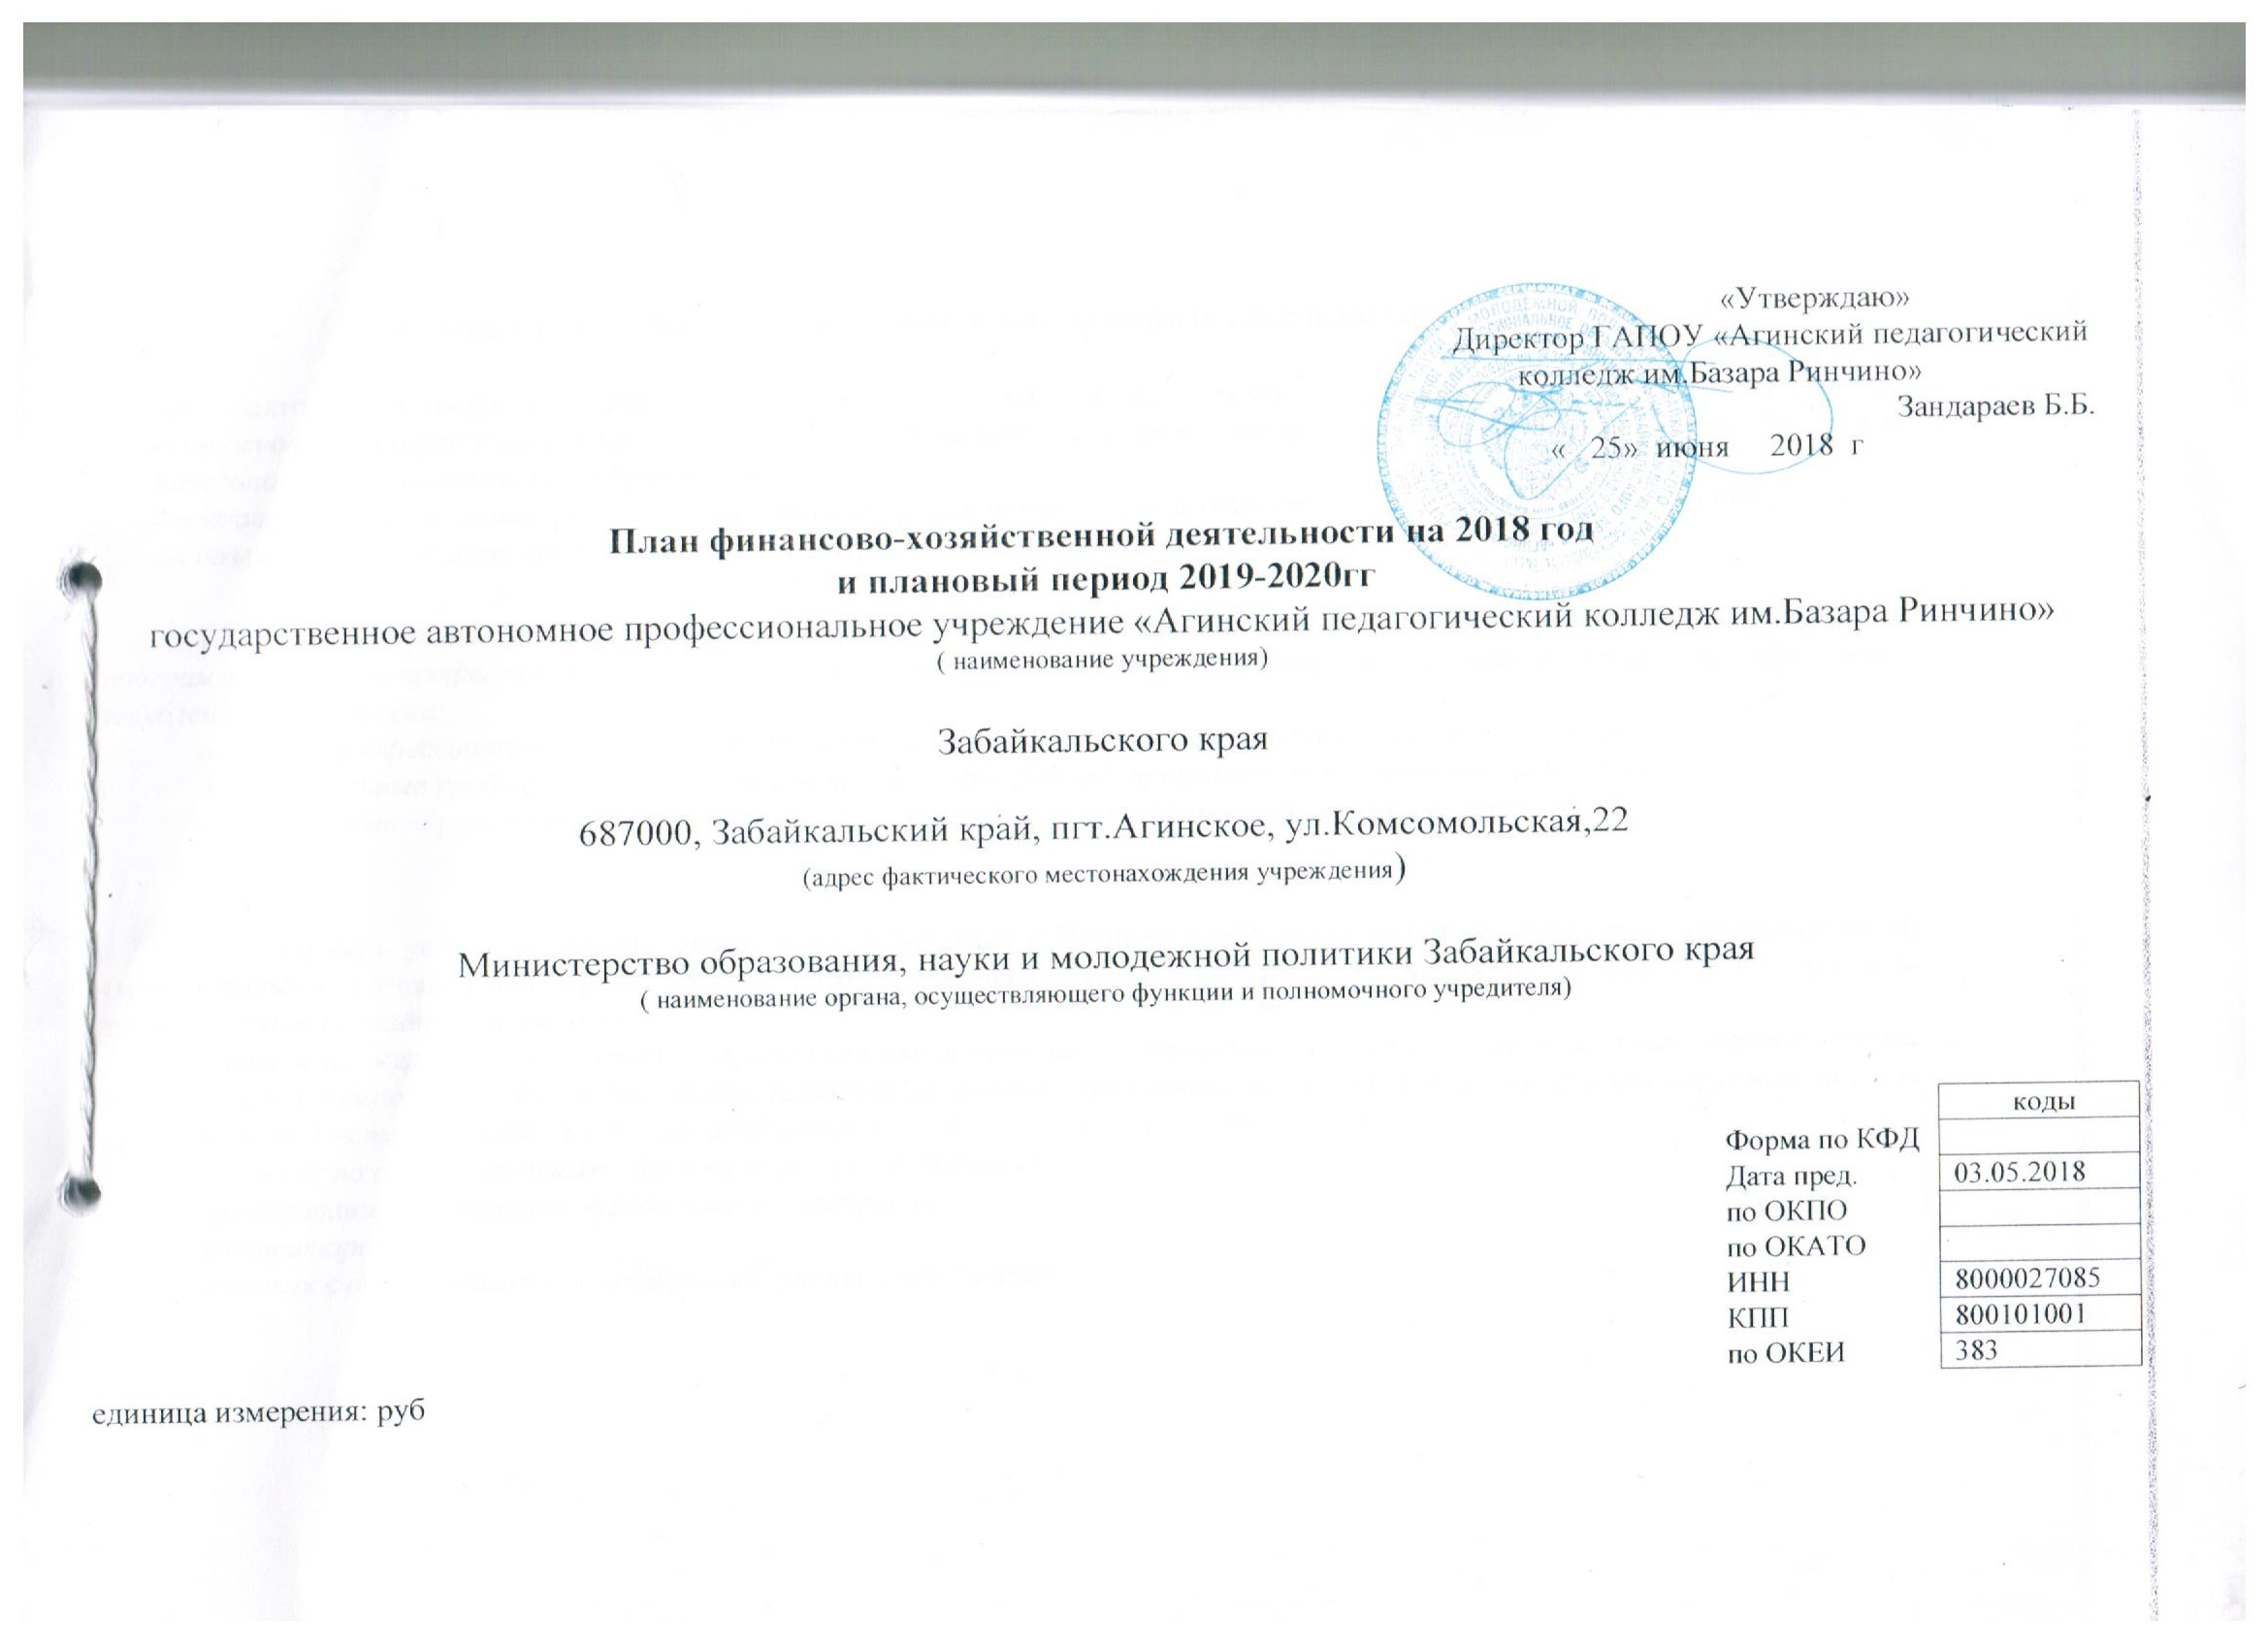 «Утверждаю»
Директор ГАПОУ «Агинский педагогический
колледж им.Базара Ринчино»
Зандараев Б.Б.
« 25» июня 2018 г
План финансово-хозяйственной деятельности на 2018 год
и плановый период 2019-2020гг
государственное автономное профессиональное учреждение «Агинский педагогический колледж им.Базара Ринчино»
( наименование учреждения)
Забайкальского края
687000, Забайкальский край, пгт.Агинское, ул.Комсомольская,22
(адрес фактического местонахождения учреждения)
Министерство образования, науки и молодежной политики Забайкальского края
( наименование органа, осуществляющего функции и полномочного учредителя)
коды
Форма по КФД
Дата пред. 03.05.2018
по ОКПО
по ОКАТО
ИНН 8000027085
КПП 800101001
по ОКЕИ 383
единица измерения: руб